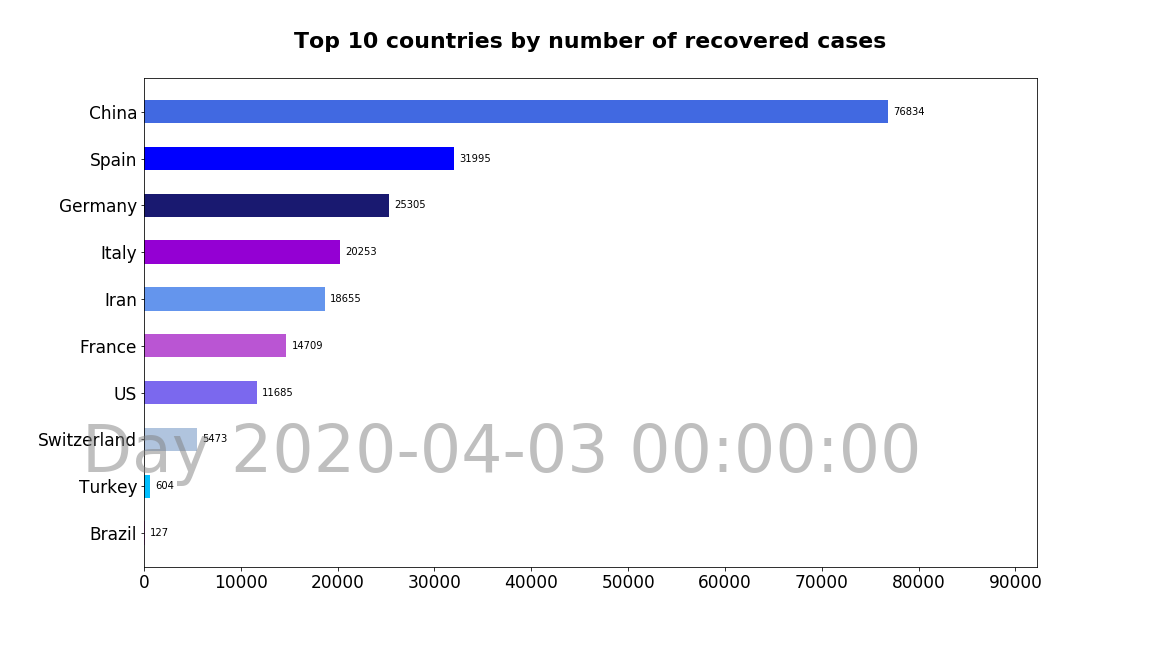 Top 10 countries by number of recovered cases
China 76834
Spain 31995
Germany 25305
Italy 20253
Iran 18655
France 14709
US 11685
Switzerland 5473
Day 2020-04-03 00:00:00
Turkey 604
Brazil 127
0 10000 20000 30000 40000 50000 60000 70000 80000 90000